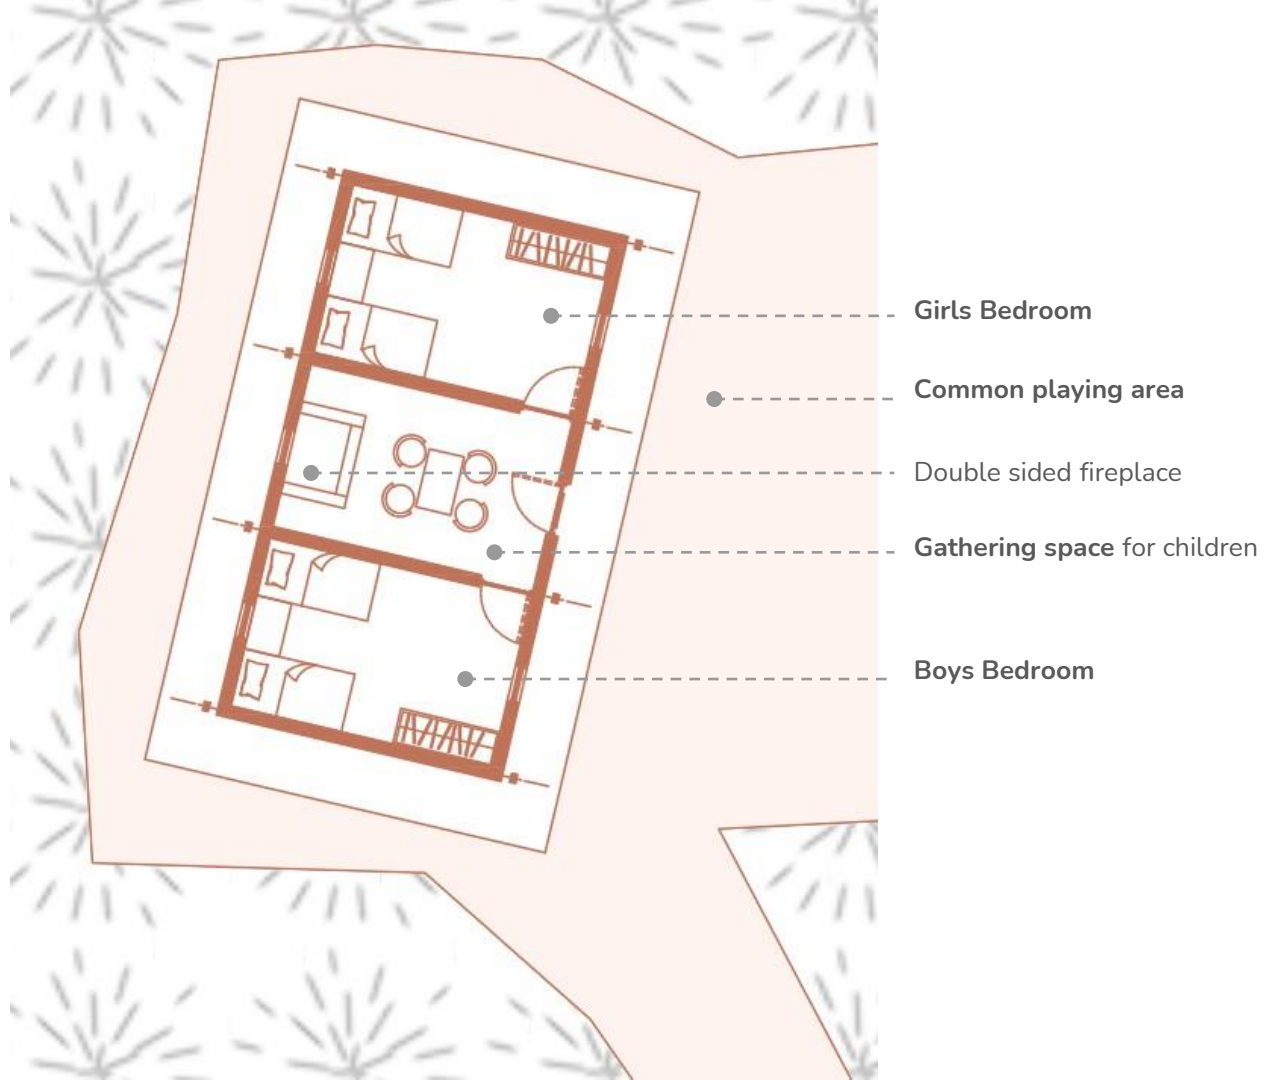 Girls Bedroom
Common playing area
Double sided fireplace
Gathering space for children
Boys Bedroom